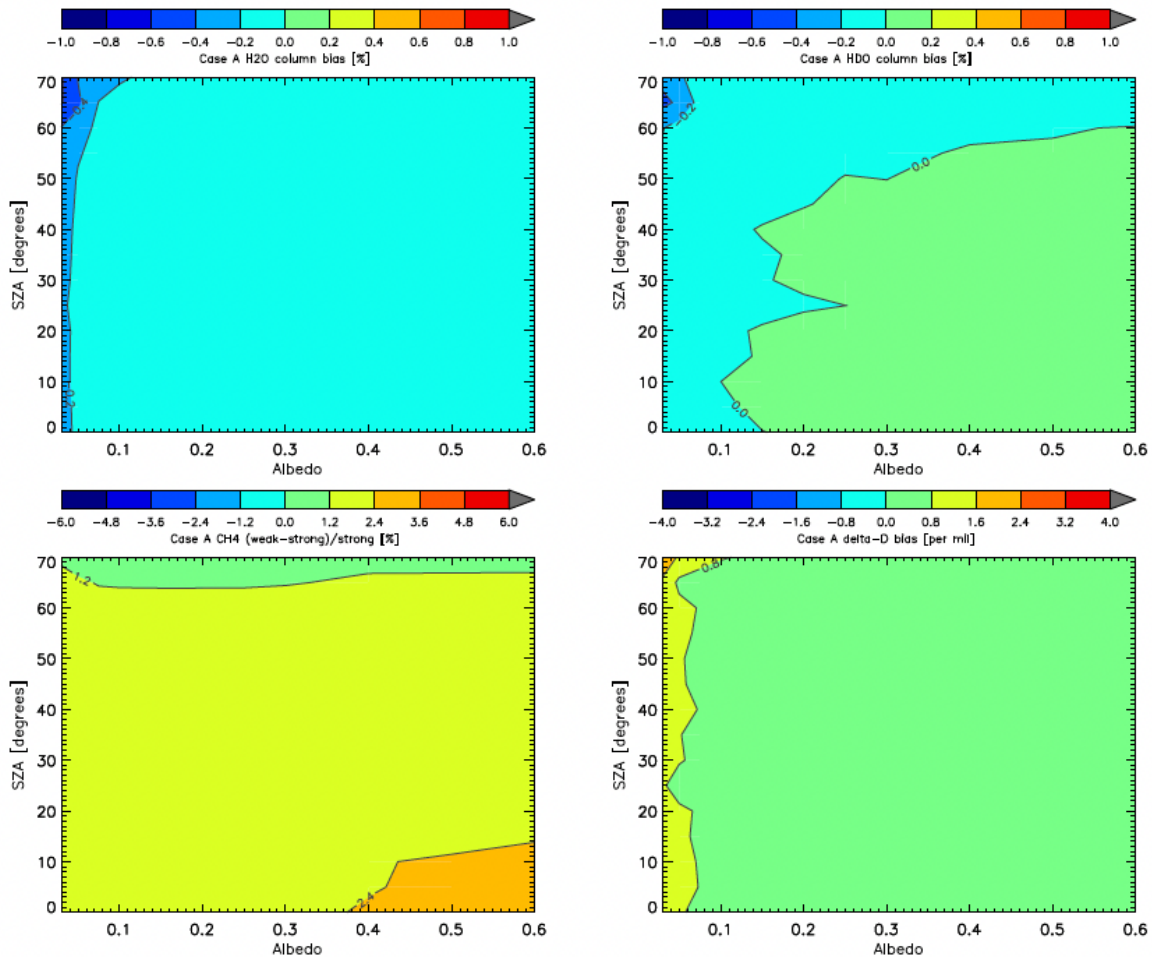 -1.0 -0.8 -0.6 -0.4 -0.2 0.0 0.2 0.4 0.6 0.8 1.0
Case A H2O column bias [%]
70
60
50
40
30
20
10
0
SZA [degrees]
-0.4
0.1 0.2 0.3 0.4 0.5 0.6
Albedo
-1.0 -0.8 -0.6 -0.4 -0.2 0.0 0.2 0.4 0.6 0.8 1.0
Case A HDO column bias [%]
70
60
50
40
30
20
10
0
SZA [degrees]
-0.2
0.0
0.0
0.1 0.2 0.3 0.4 0.5 0.6
Albedo
-6.0 -4.8 -3.6 -2.4 -1.2 0.0 1.2 2.4 3.6 4.8 6.0
Case A CH4 (weak-strong)/strong [%]
70
60
50
40
30
20
10
0
SZA [degrees]
1.2
2.4
0.1 0.2 0.3 0.4 0.5 0.6
Albedo
-4.0 -3.2 -2.4 -1.6 -0.8 0.0 0.8 1.6 2.4 3.2 4.0
Case A delta-D bias [per mil]
70
60
50
40
30
20
10
0
SZA [degrees]
0.8
0.1 0.2 0.3 0.4 0.5 0.6
Albedo